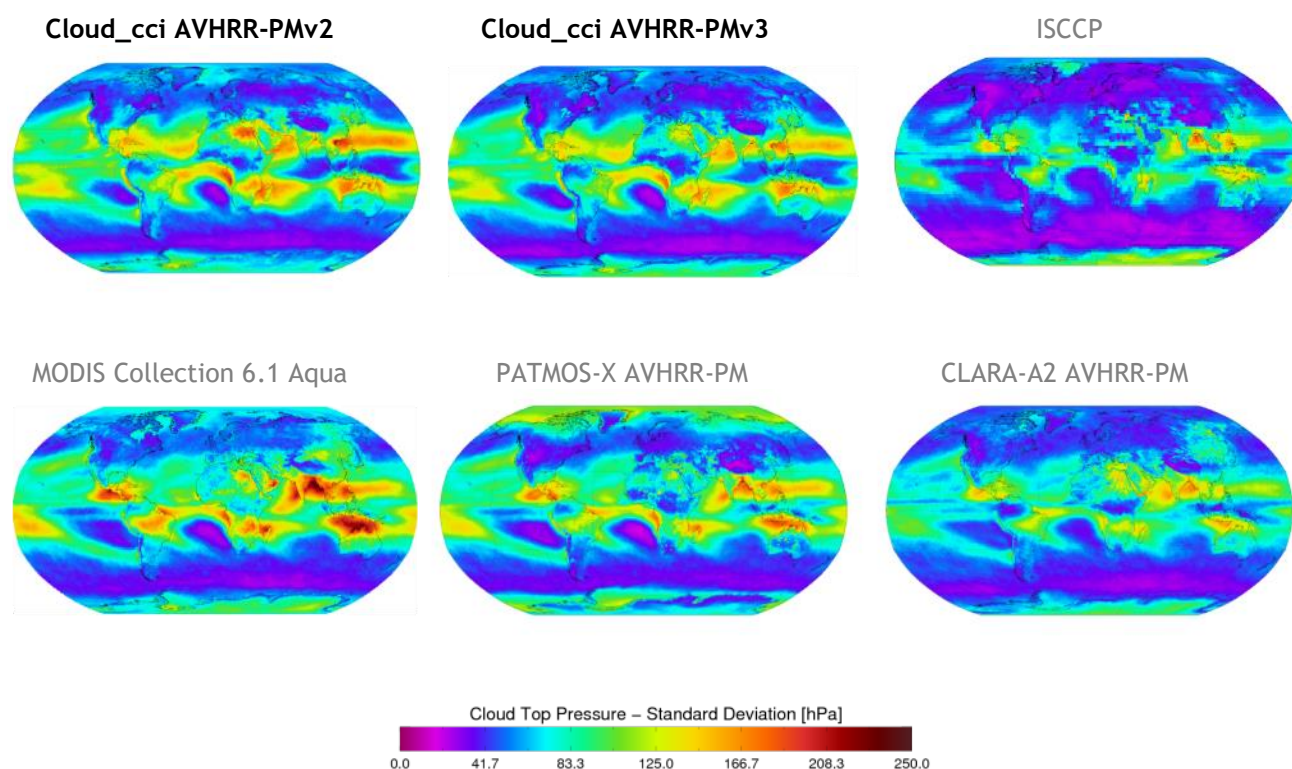 Cloud_cci AVHRR-PMv2
Cloud_cci AVHRR-PMv3
ISCCP
MODIS Collection 6.1 Aqua
PATMOS-X AVHRR-PM
CLARA-A2 AVHRR-PM
Cloud Top Pressure – Standard Deviation [hPa]
0.0 41.7 83.3 125.0 166.7 208.3 250.0